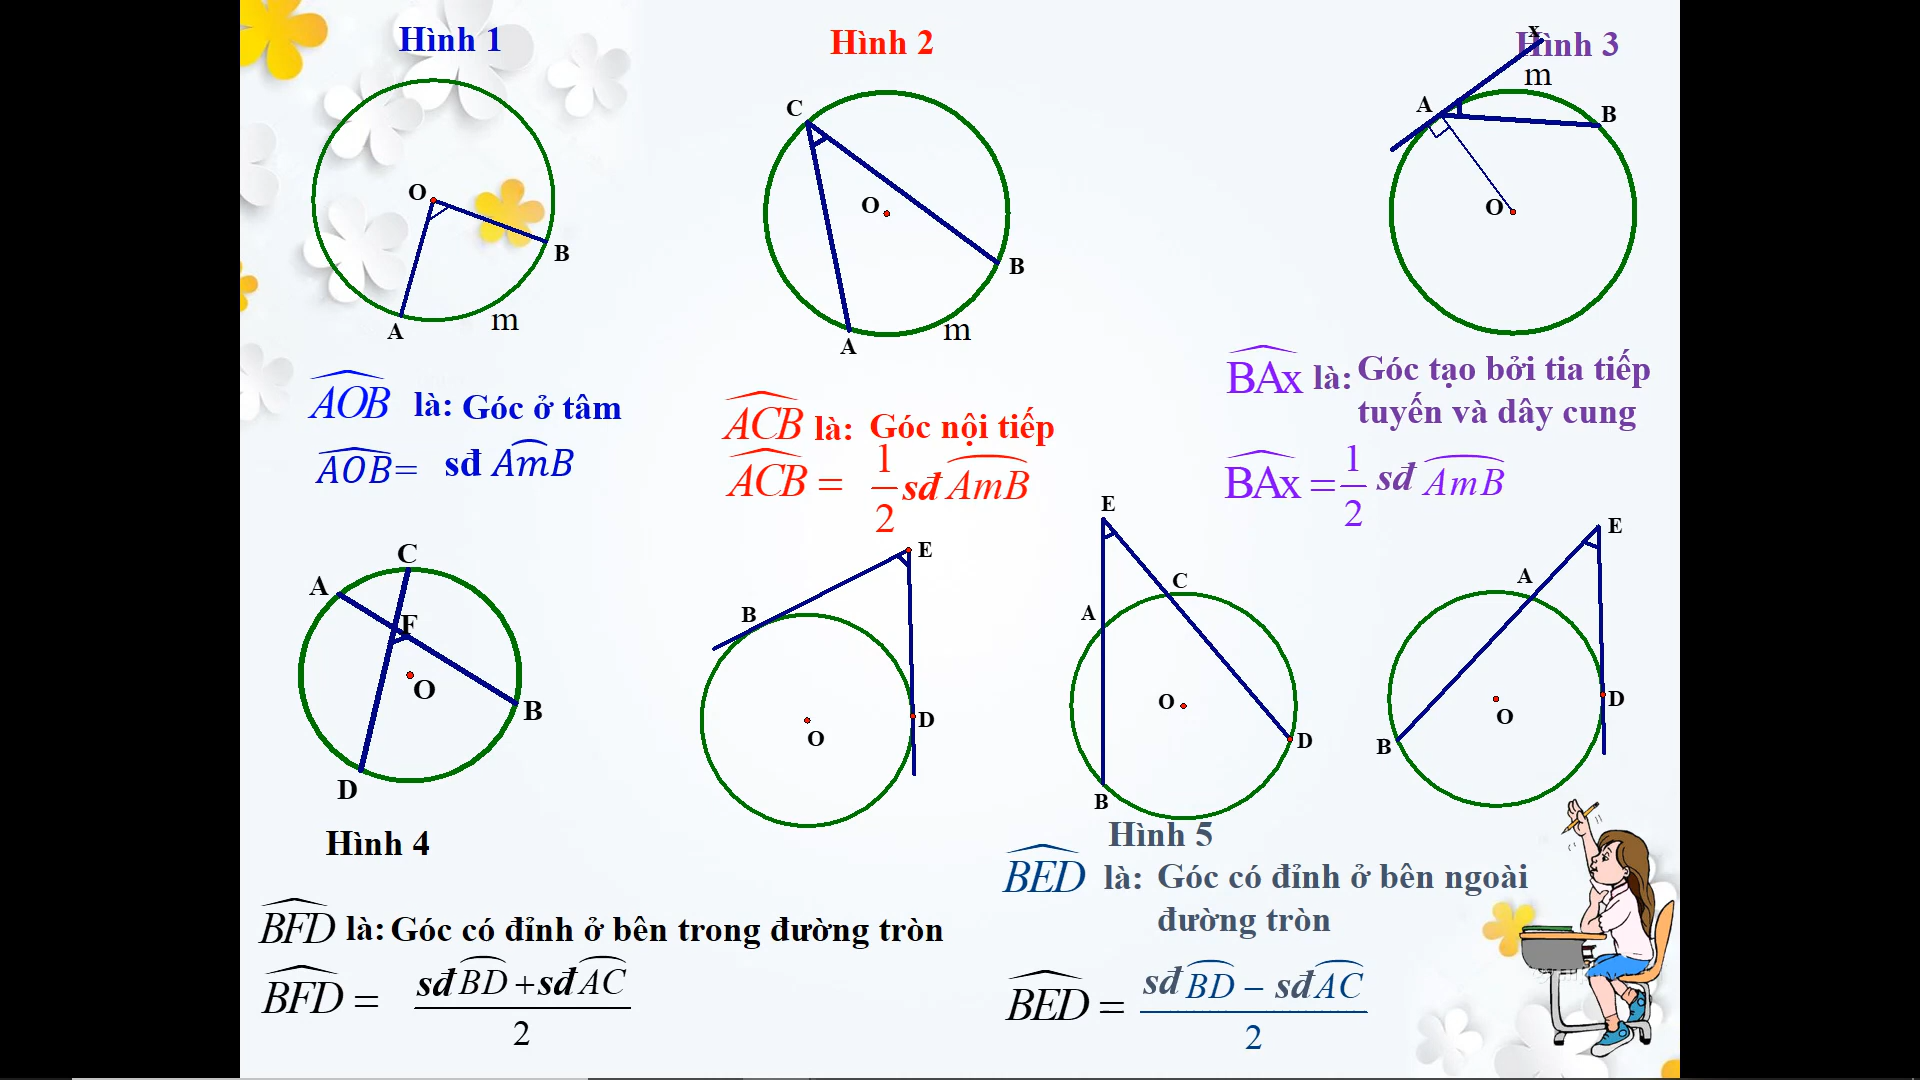 Hình 1
O
B
A
m
AOB là: Góc ở tâm
AOB = sđ AmB
Hình 2
C
O
B
A
m
ACB là: Góc nội tiếp
ACB = 1/2 sđ AmB
Hình 3
x
m
A
B
O
BAx là: Góc tạo bởi tia tiếp
tuyến và dây cung
BAx = 1/2 sđ AmB
C
A
F
O
B
D
Hình 4
BFD là: Góc có đỉnh ở bên trong đường tròn
BFD = (sđ BD + sđ AC)/2
E
B
D
O
E
C
A
O
D
B
E
A
D
O
B
Hình 5
BED là: Góc có đỉnh ở bên ngoài
đường tròn
BED = (sđ BD − sđ AC)/2